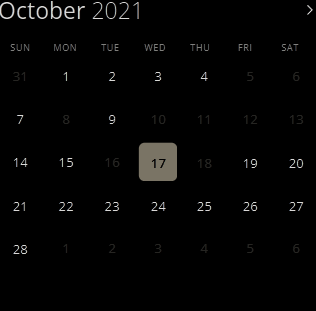 October 2021
SUN MON TUE WED THU FRI SAT
31 1 2 3 4 5 6
7 8 9 10 11 12 13
14 15 16 17 18 19 20
21 22 23 24 25 26 27
28 1 2 3 4 5 6